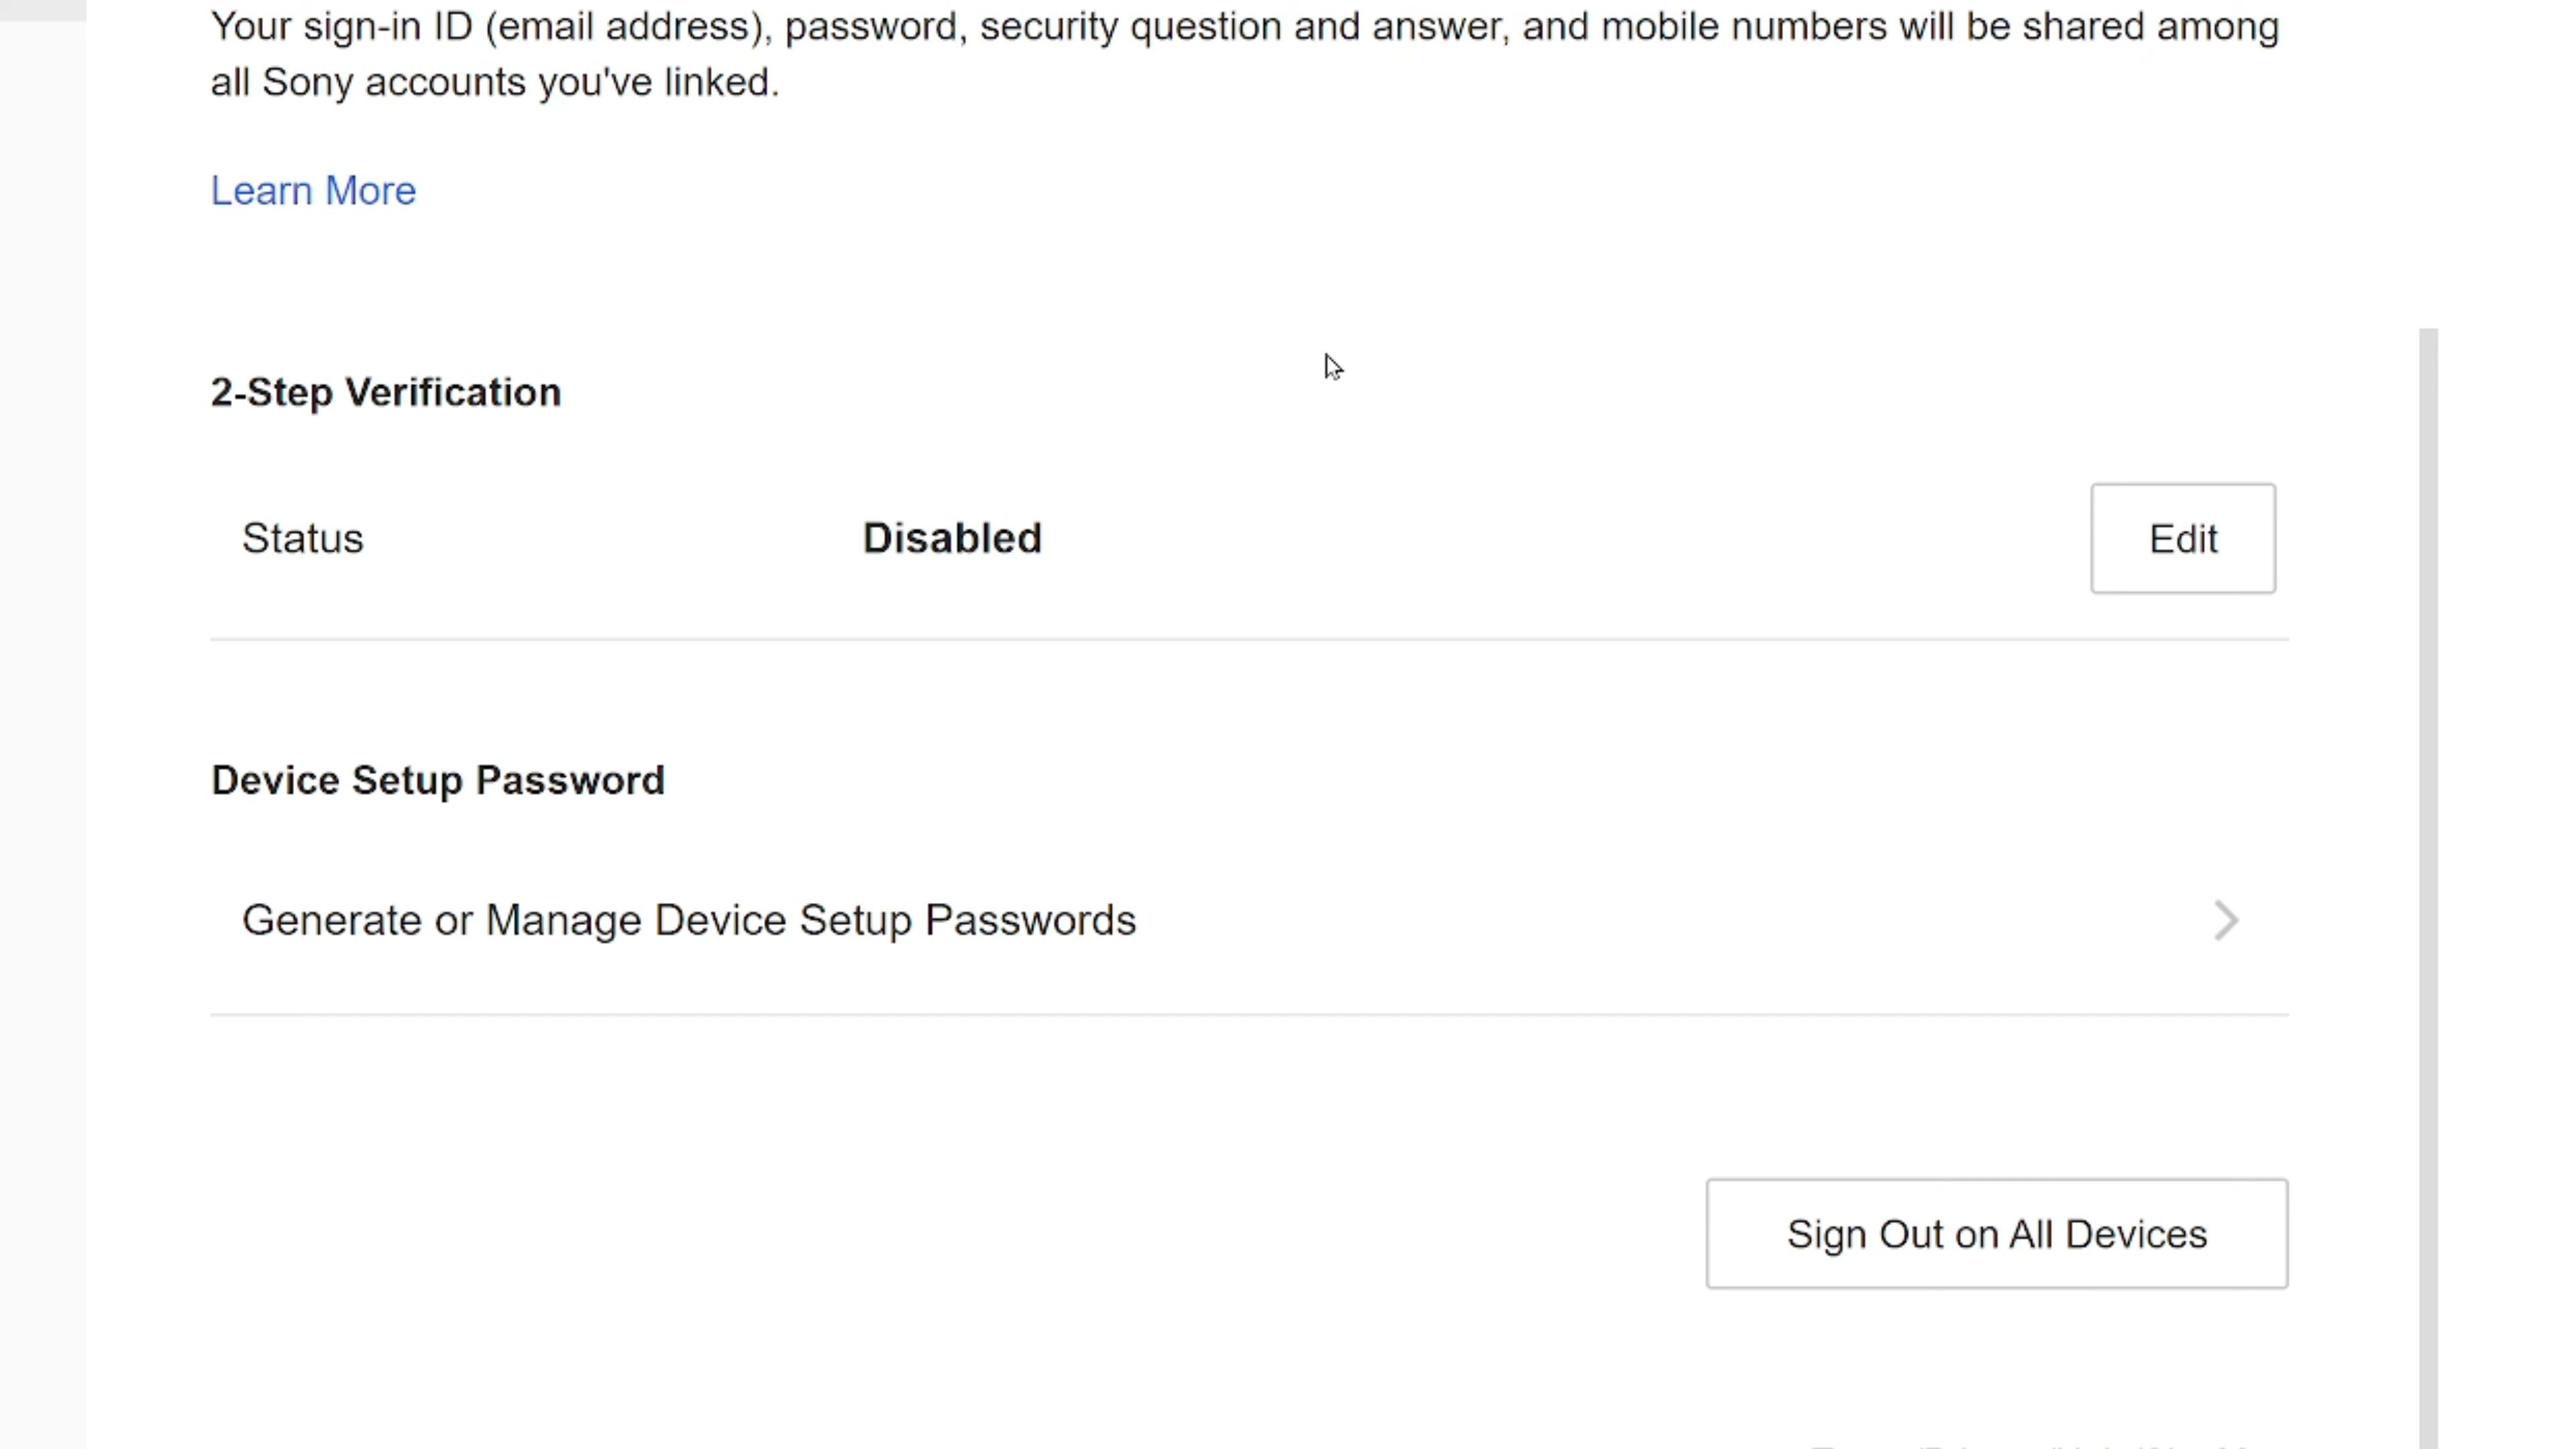 Your sign-in ID (email address), password, security question and answer, and mobile numbers will be shared among
all Sony accounts you've linked.
Learn More
2-Step Verification
Status Disabled Edit
Device Setup Password
Generate or Manage Device Setup Passwords
Sign Out on All Devices